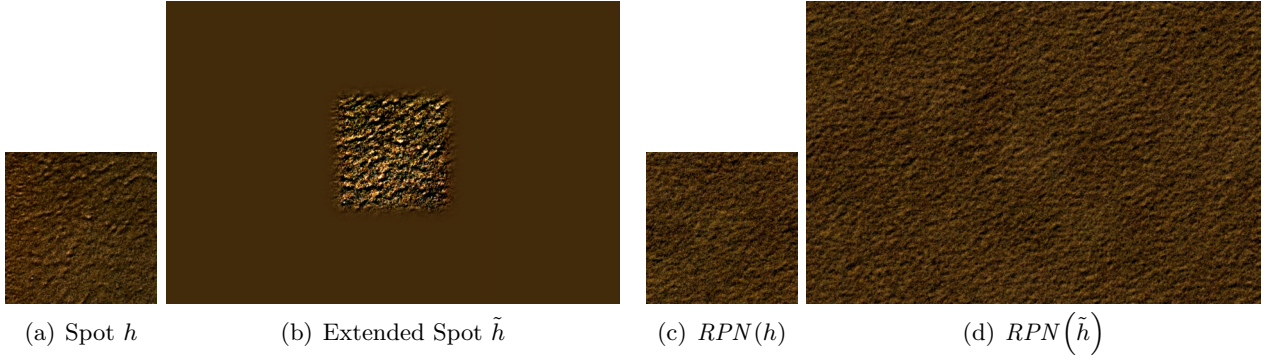 (a) Spot h
(b) Extended Spot h̃
(c) RPN(h)
(d) RPN(h̃)